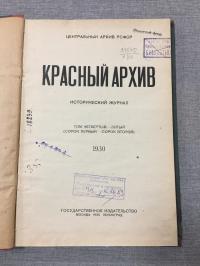 ЦЕНТРАЛЬНЫЙ АРХИВ РСФСР
КРАСНЫЙ АРХИВ
ИСТОРИЧЕСКИЙ ЖУРНАЛ
ТОМ ЧЕТВЕРТЫЙ - ПЯТЫЙ
(СОРОК ПЕРВЫЙ - СОРОК ВТОРОЙ)
1930
ГОСУДАРСТВЕННОЕ ИЗДАТЕЛЬСТВО
МОСКВА 1930 ЛЕНИНГРАД